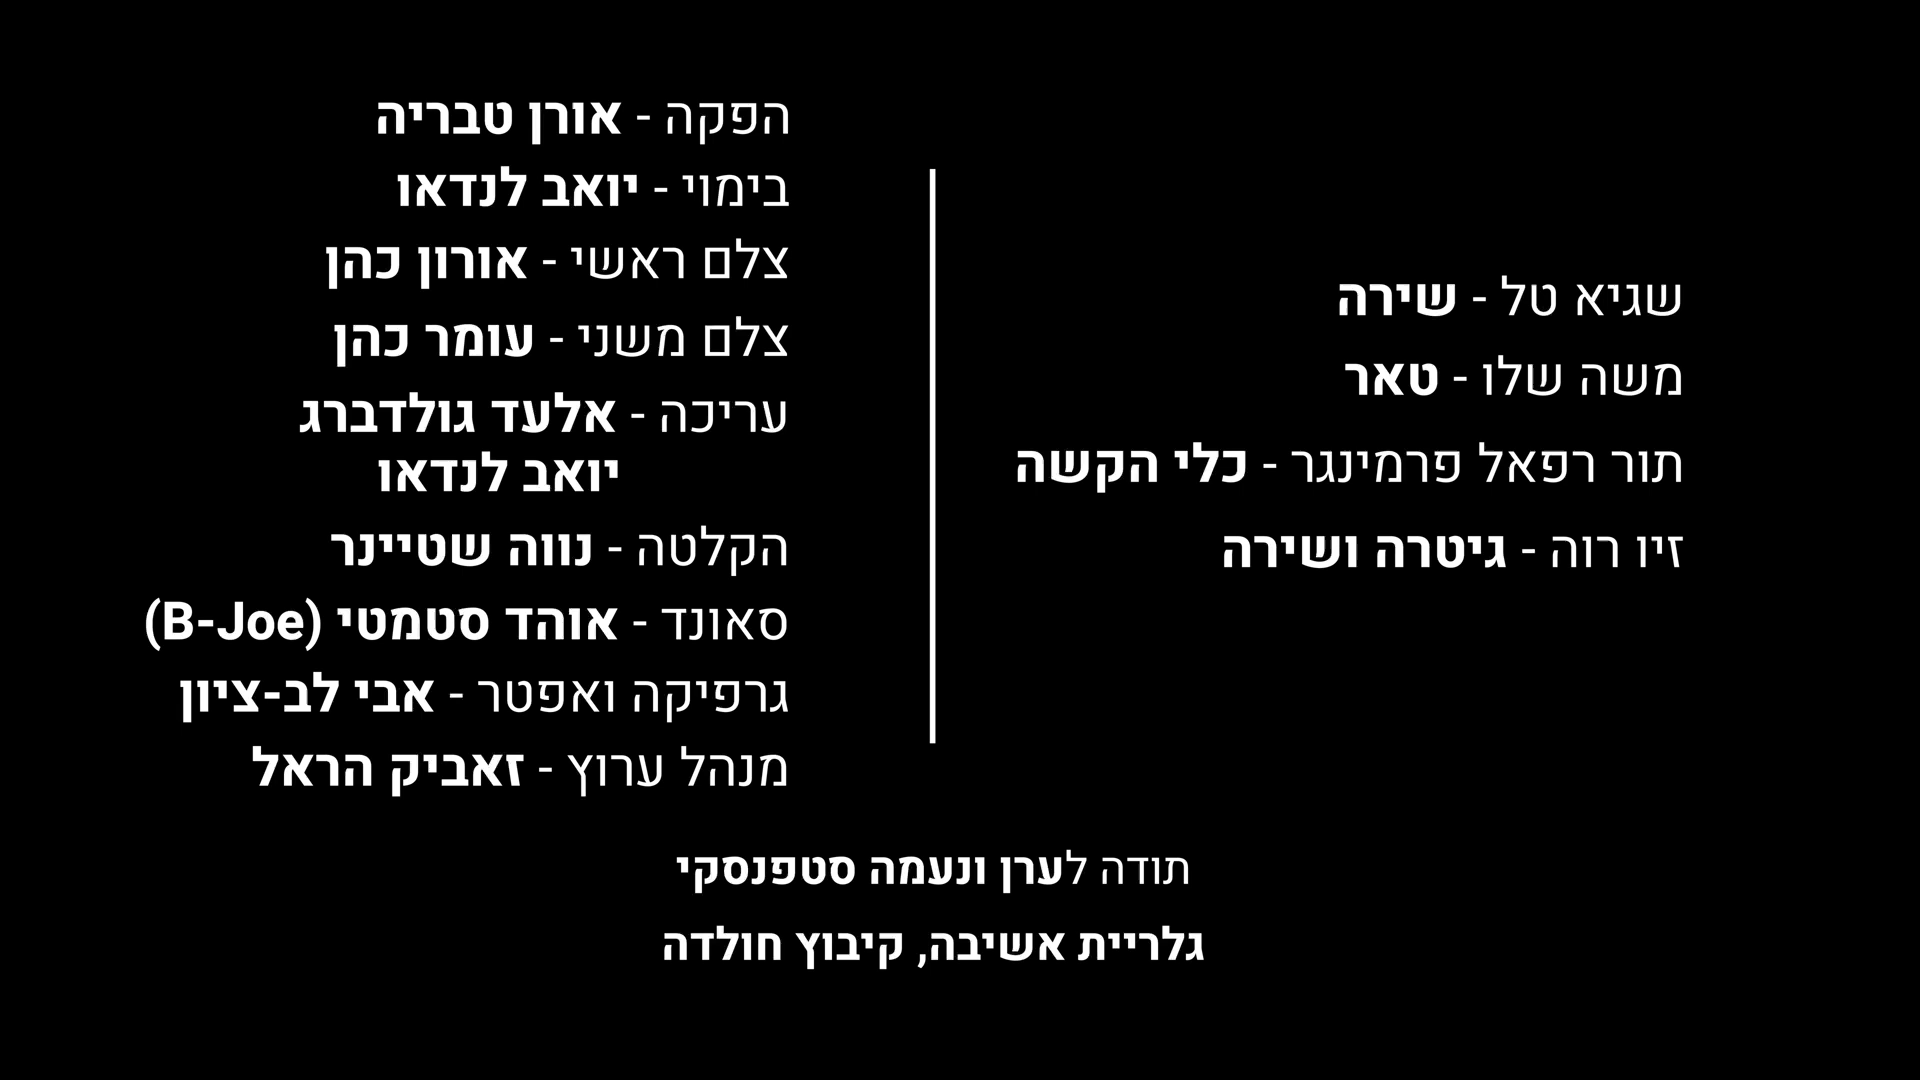 שגיא טל - שירה
משה שלו - טאר
תור רפאל פרמינגר - כלי הקשה
זיו רוה - גיטרה ושירה
הפקה - אורן טבריה
בימוי - יואב לנדאו
צלם ראשי - אורון כהן
צלם משני - עומר כהן
עריכה - אלעד גולדברג
יואב לנדאו
הקלטה - נווה שטיינר
סאונד - אוהד סטמטי (B-Joe)
גרפיקה ואפטר - אבי לב-ציון
מנהל ערוץ - זאביק הראל
תודה לערן ונעמה סטפנסקי
גלריית אשיבה, קיבוץ חולדה